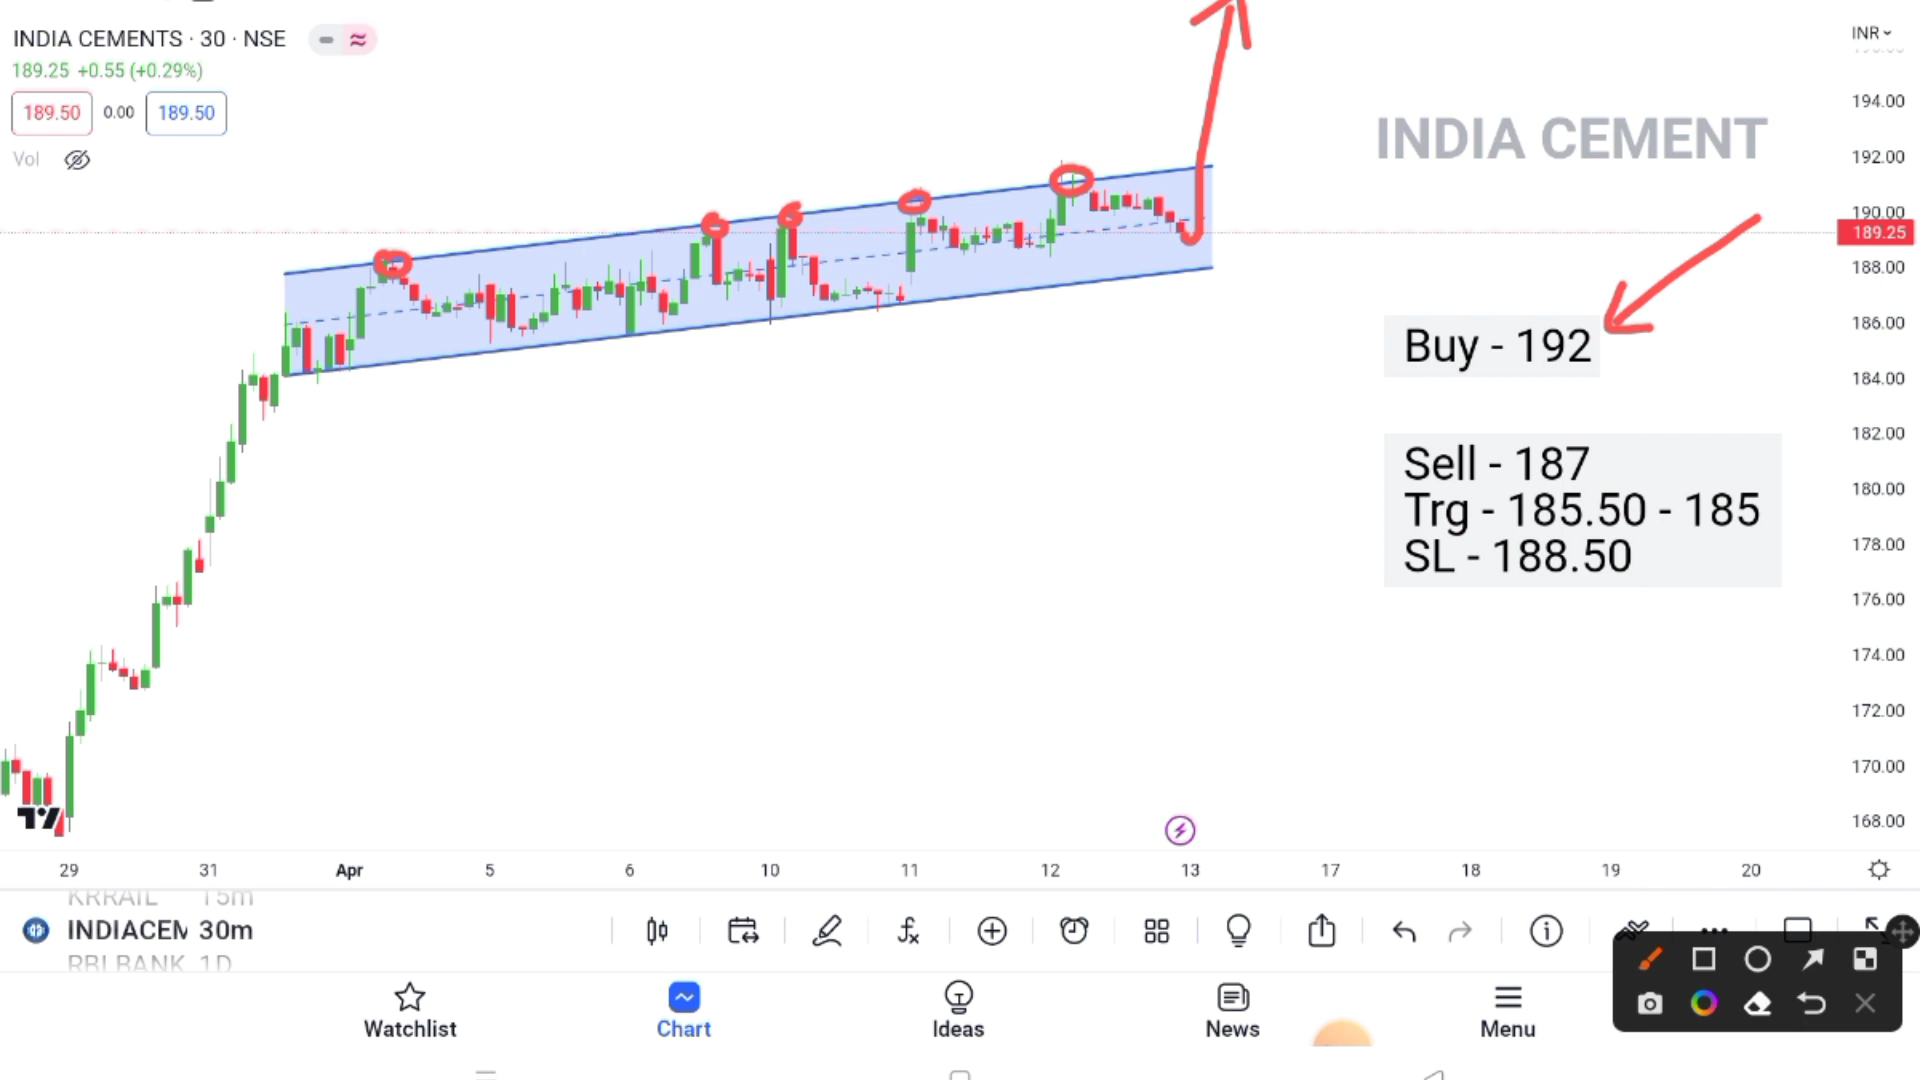 INDIA CEMENTS · 30 · NSE
INR
189.25 +0.55 (+0.29%)
189.50 0.00 189.50
Vol
INDIA CEMENT
194.00
192.00
190.00
189.25
188.00
186.00
184.00
182.00
180.00
178.00
176.00
174.00
172.00
170.00
168.00
Buy - 192
Sell - 187
Trg - 185.50 - 185
SL - 188.50
29 31 Apr 5 6 10 11 12 13 17 18 19 20
KRRAIL 15m
INDIACEM 30m
RBLBANK 1D
Watchlist Chart Ideas News Menu